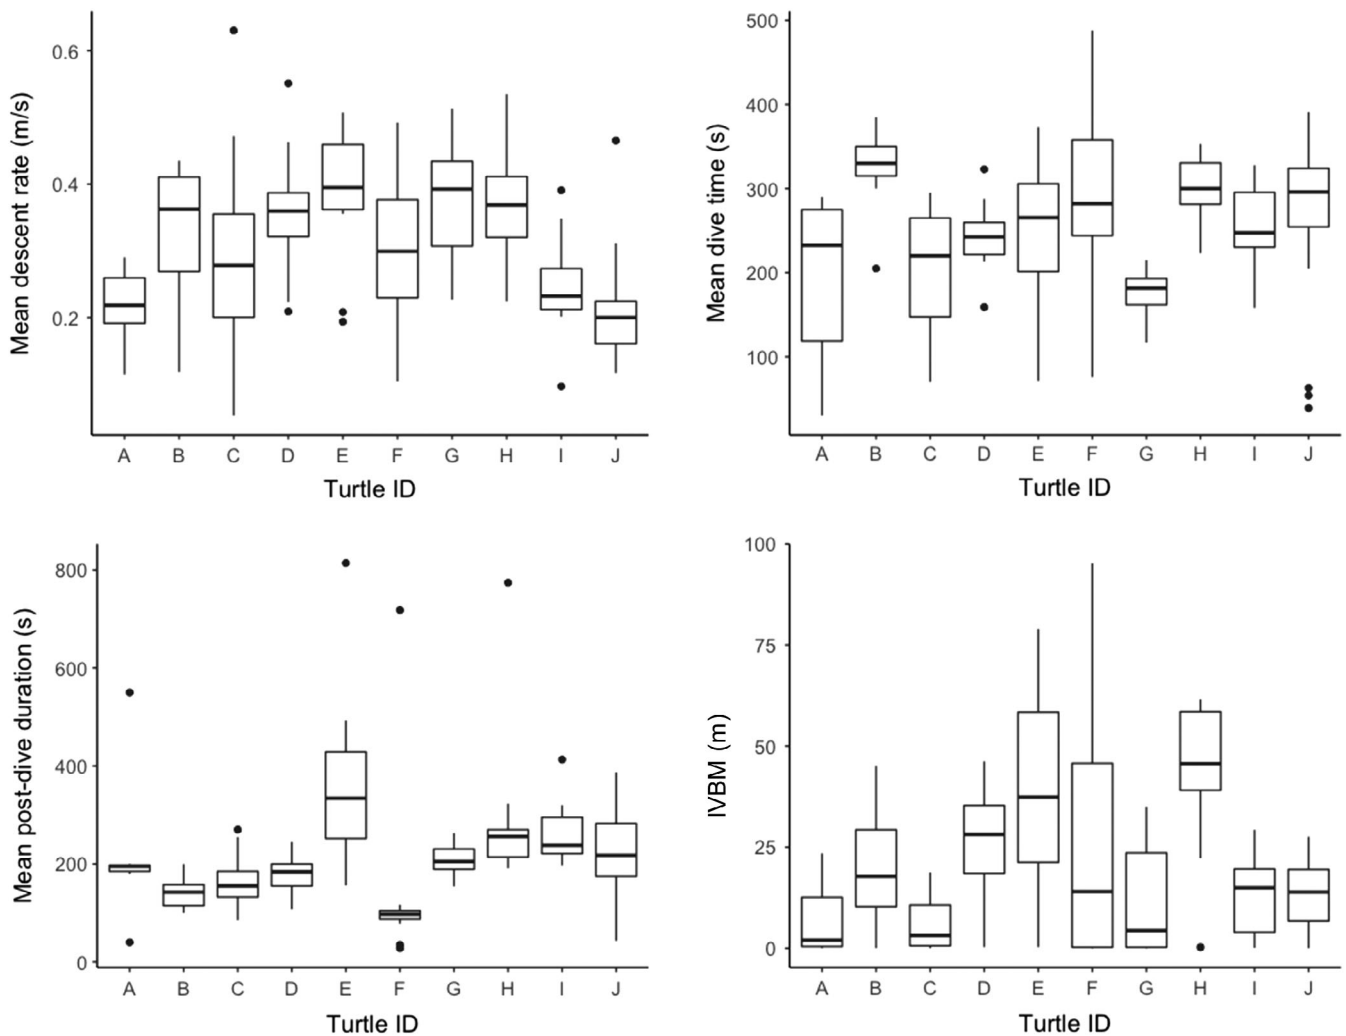 Mean descent rate (m/s)
0.6
0.4
0.2
A B C D E F G H I J
Turtle ID
Mean dive time (s)
500
400
300
200
100
A B C D E F G H I J
Turtle ID
Mean post-dive duration (s)
800
600
400
200
0
A B C D E F G H I J
Turtle ID
IVBM (m)
100
75
50
25
0
A B C D E F G H I J
Turtle ID